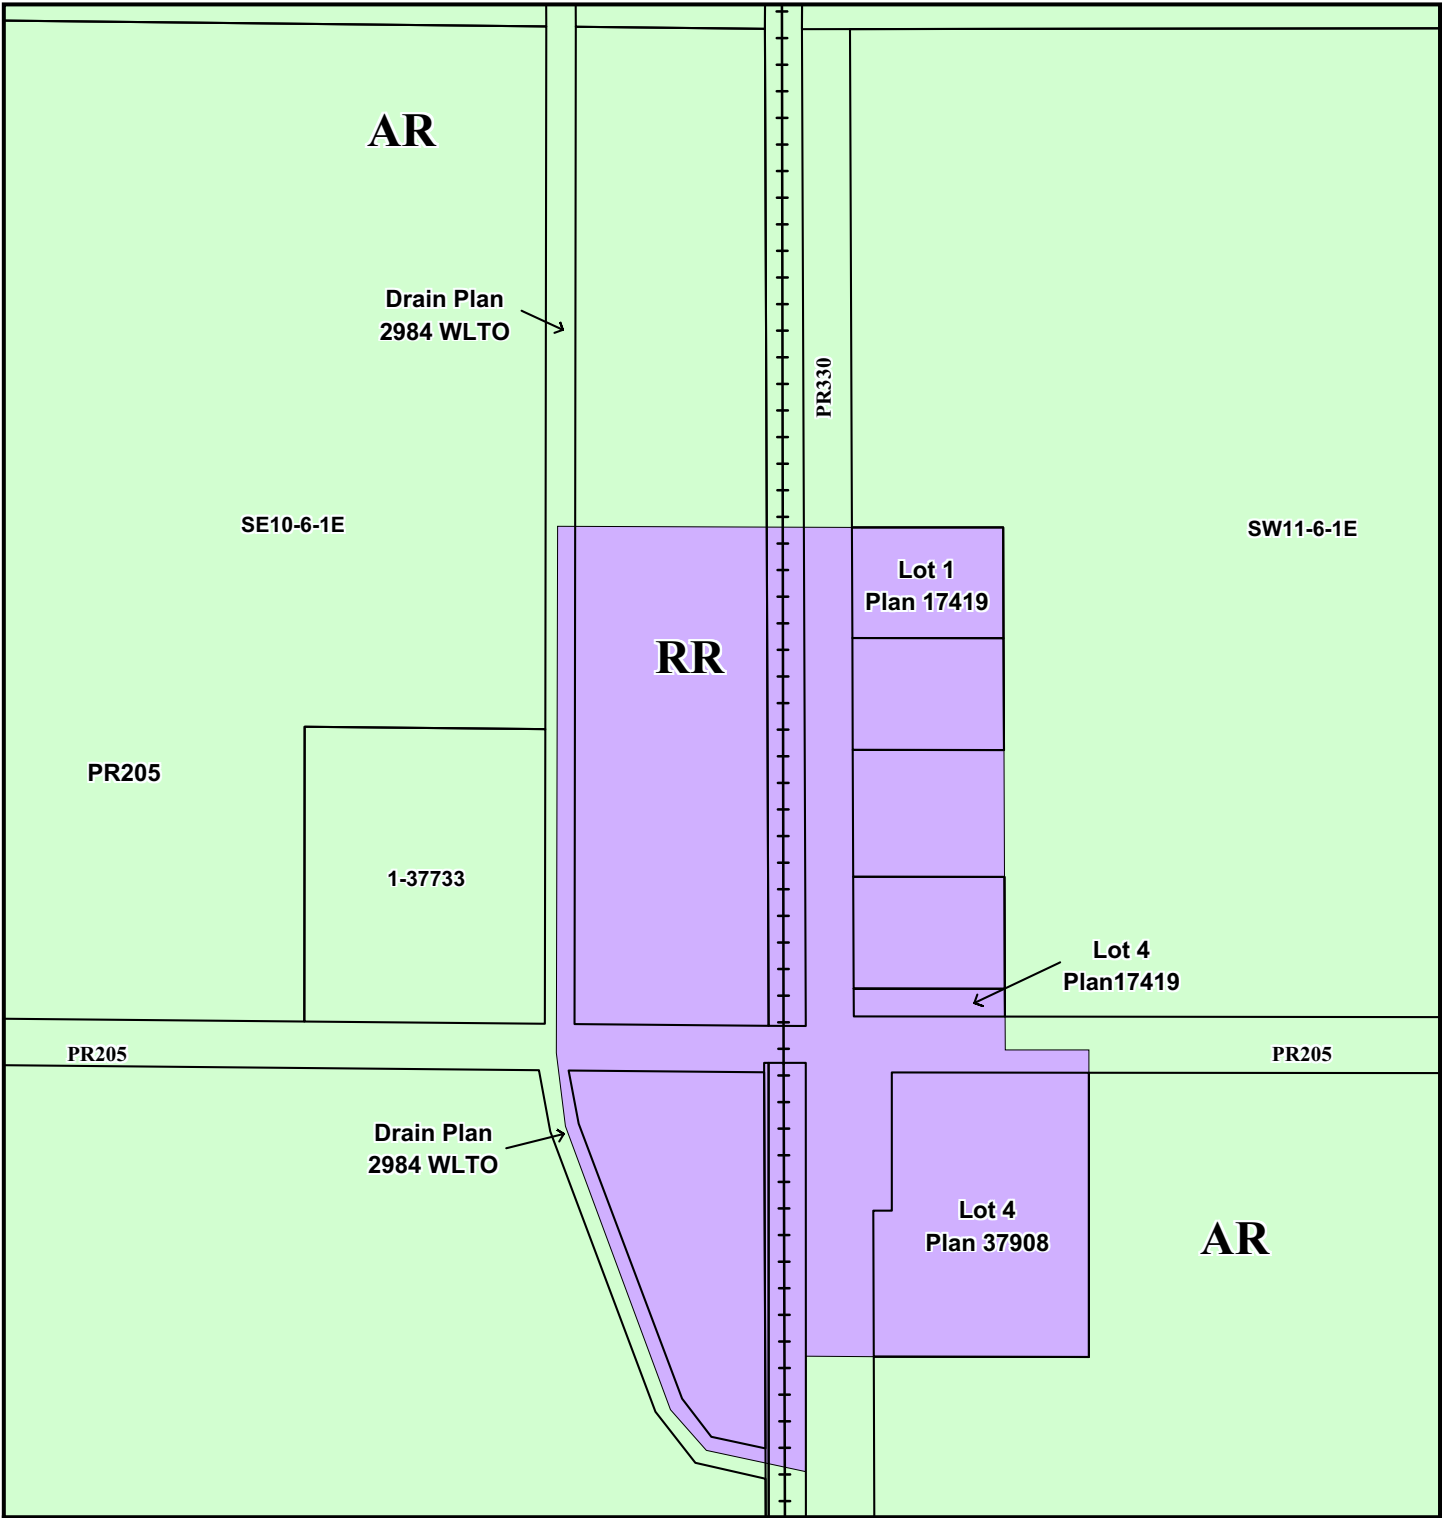 AR
Drain Plan
2984 WLTO
PR330
SE10-6-1E
SW11-6-1E
Lot 1
Plan 17419
RR
PR205
1-37733
Lot 4
Plan17419
PR205
PR205
Drain Plan
2984 WLTO
Lot 4
Plan 37908
AR